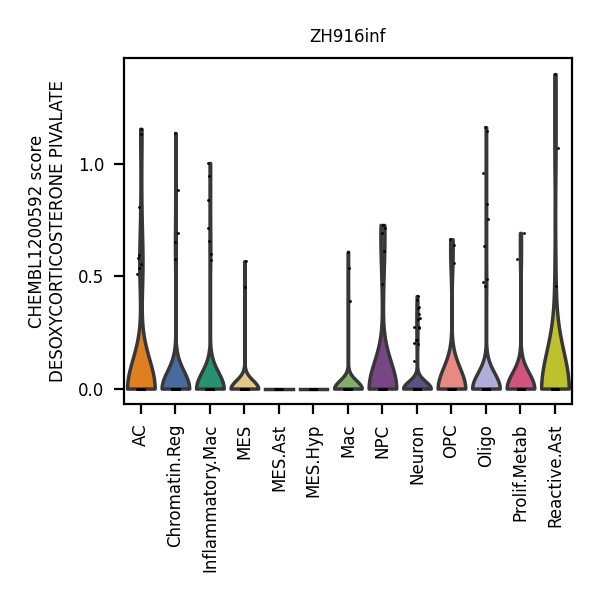 ZH916inf
CHEMBL1200592 score
DESOXYCORTICOSTERONE PIVALATE
1.0
0.5
0.0
AC
Chromatin.Reg
Inflammatory.Mac
MES
MES.Ast
MES.Hyp
Mac
NPC
Neuron
OPC
Oligo
Prolif.Metab
Reactive.Ast